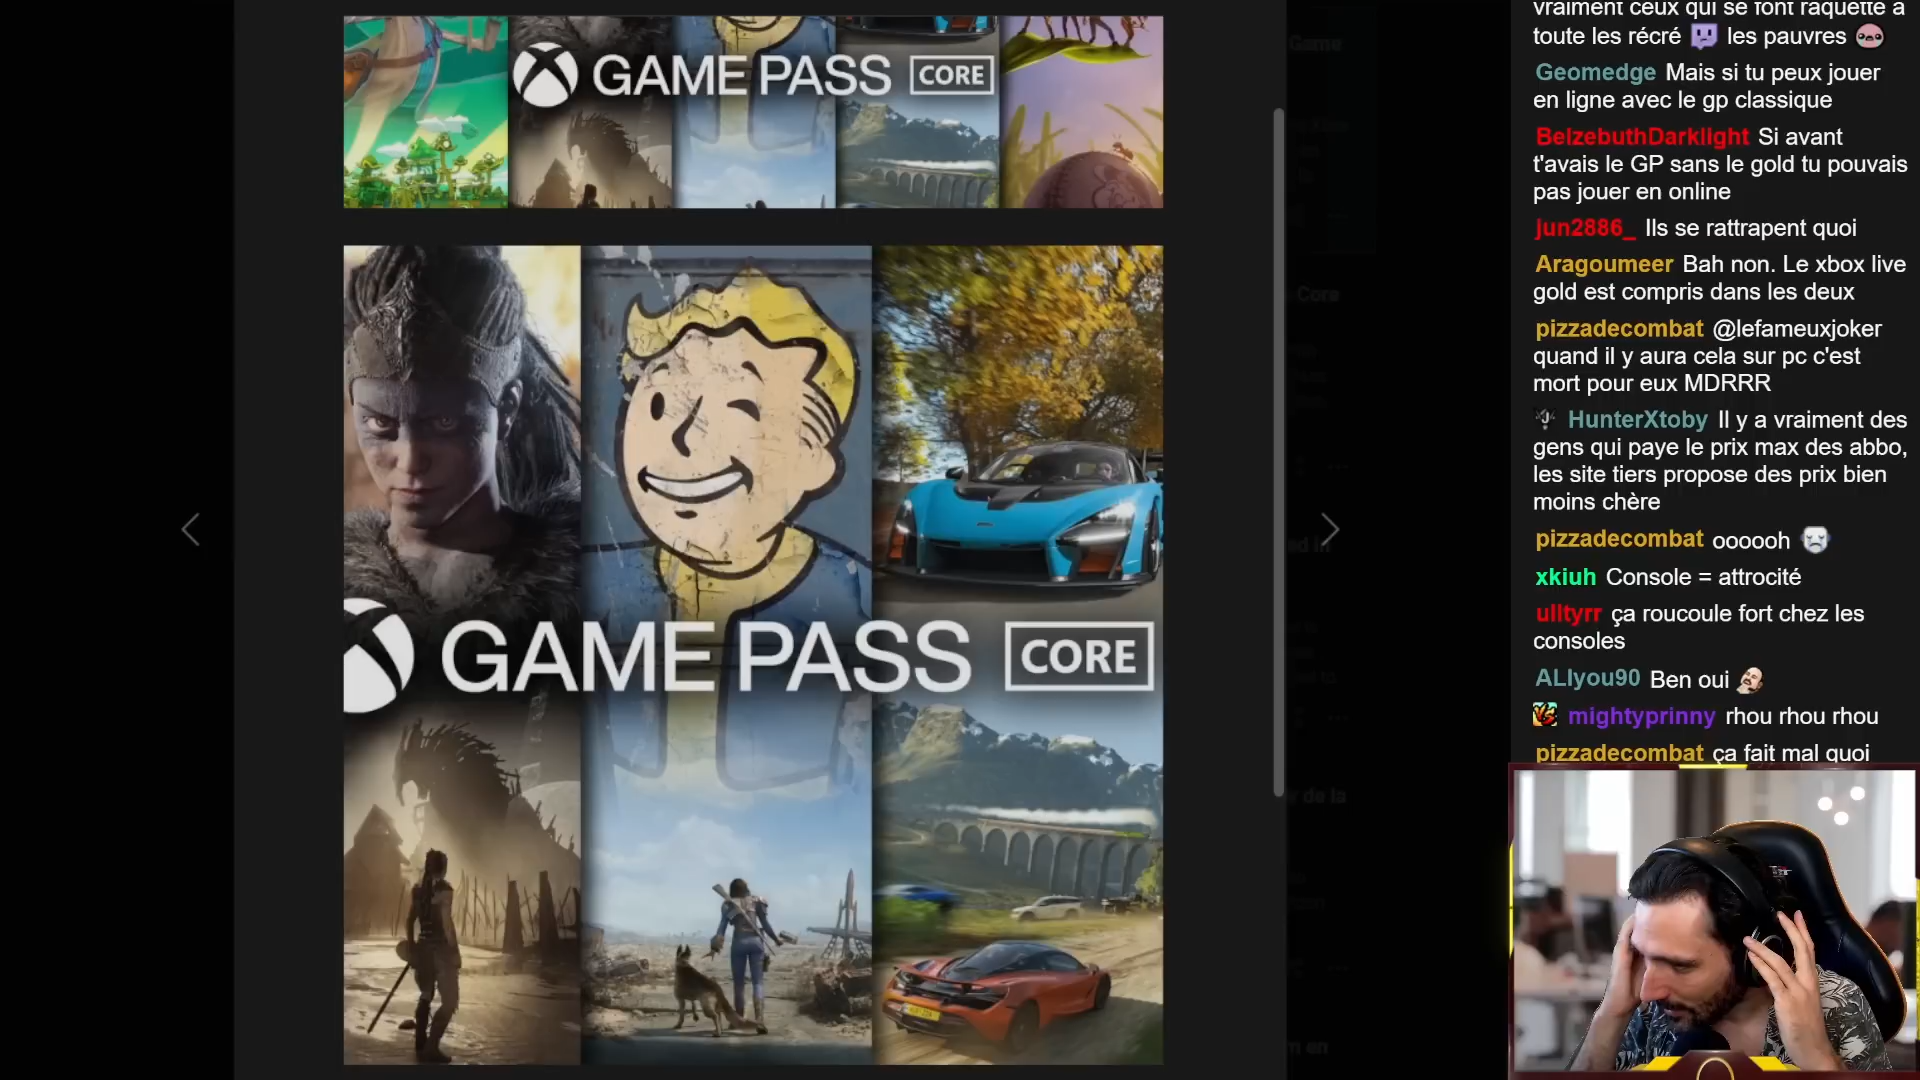 GAME PASS CORE
GAME PASS CORE
vraiment ceux qui se font raquette a
toute les récré les pauvres
Geomedge Mais si tu peux jouer
en ligne avec le gp classique
BelzebuthDarklight Si avant
t'avais le GP sans le gold tu pouvais
pas jouer en online
jun2886_ Ils se rattrapent quoi
Aragoumeer Bah non. Le xbox live
gold est compris dans les deux
pizzadecombat @lefameuxjoker
quand il y aura cela sur pc c'est
mort pour eux MDRRR
HunterXtoby Il y a vraiment des
gens qui paye le prix max des abbo,
les site tiers propose des prix bien
moins chère
pizzadecombat oooooh
xkiuh Console = attrocité
ulltyrr ça roucoule fort chez les
consoles
ALIyou90 Ben oui
mightyprinny rhou rhou rhou
pizzadecombat ça fait mal quoi
Game
Core
de la